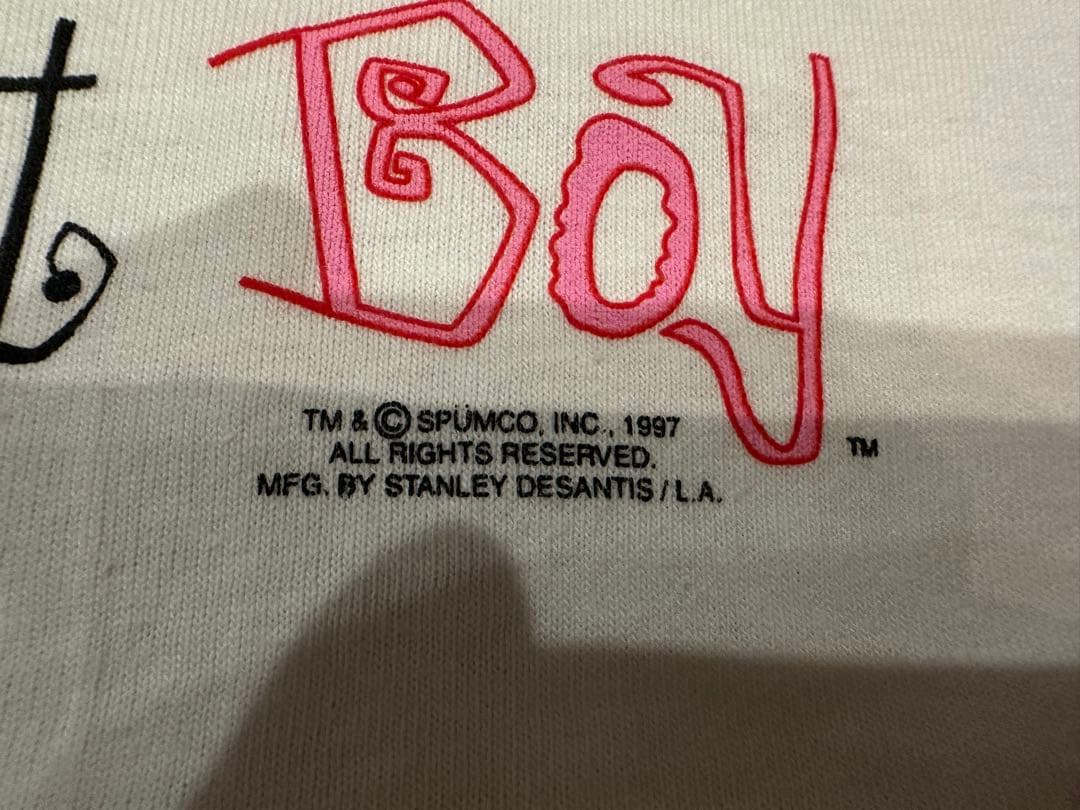 t Boy
TM & © SPÜMCO, INC., 1997
ALL RIGHTS RESERVED.
MFG. BY STANLEY DESANTIS / L.A.
TM